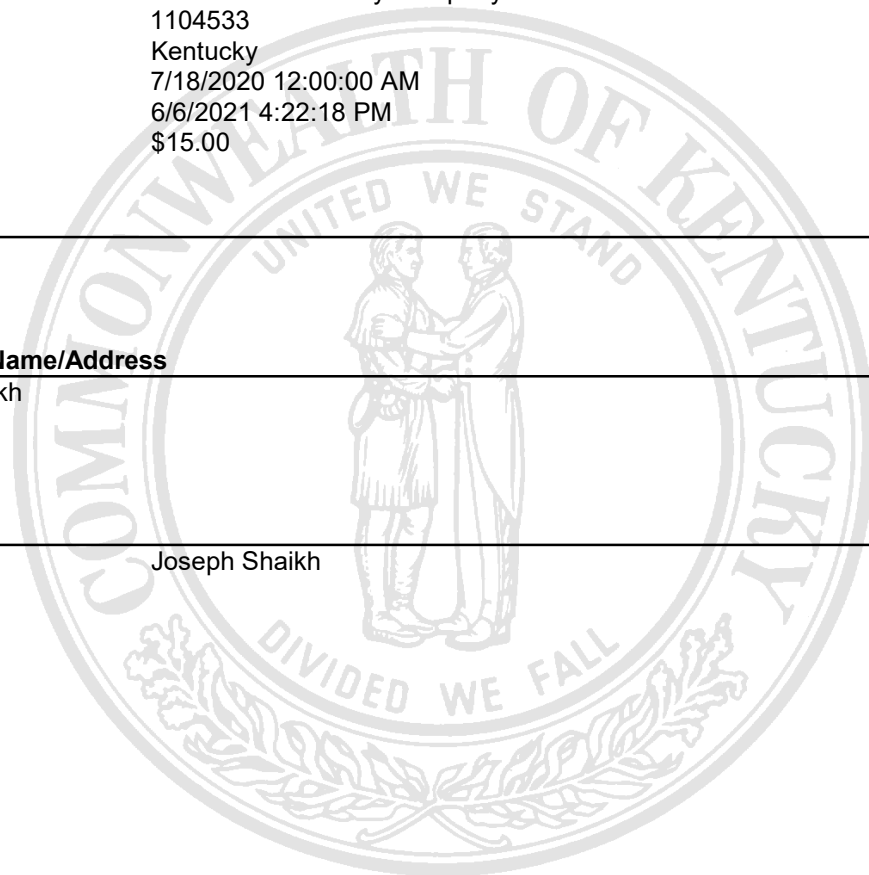 1104533
Kentucky
7/18/2020 12:00:00 AM
6/6/2021 4:22:18 PM
$15.00
COMMONWEALTH OF KENTUCKY
UNITED WE STAND
Name/Address
kh
Joseph Shaikh
DIVIDED WE FALL